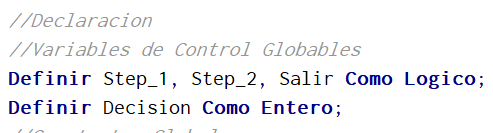 //Declaracion
//Variables de Control Globables
Definir Step_1, Step_2, Salir Como Logico;
Definir Decision Como Entero;